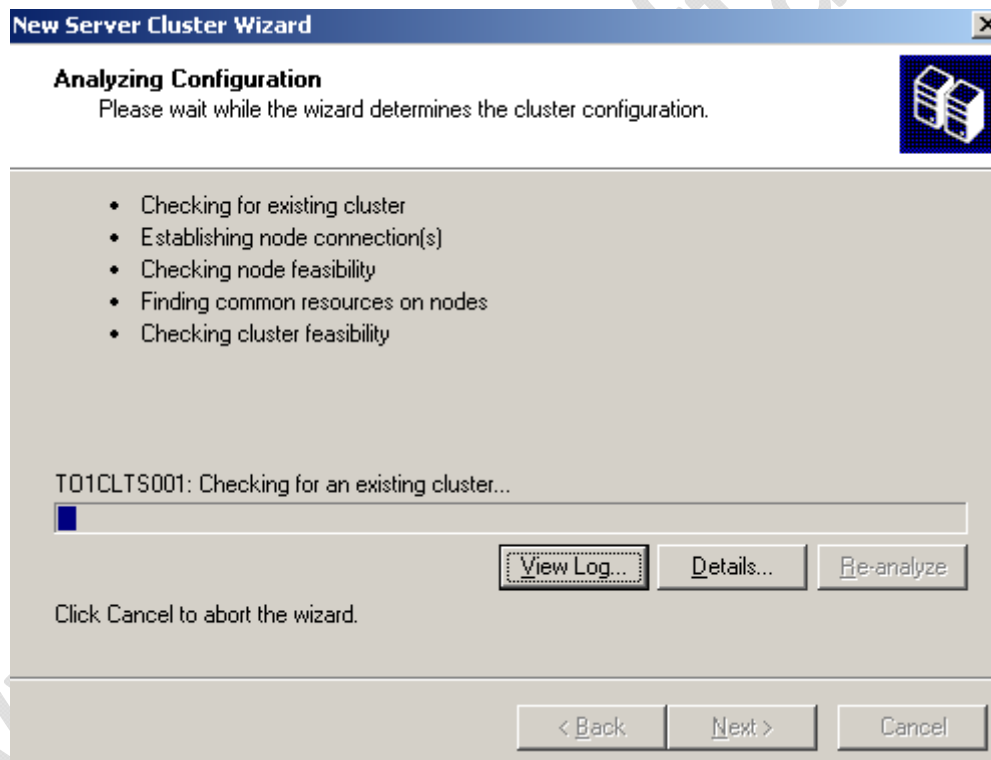 New Server Cluster Wizard
Analyzing Configuration
Please wait while the wizard determines the cluster configuration.
• Checking for existing cluster
• Establishing node connection(s)
• Checking node feasibility
• Finding common resources on nodes
• Checking cluster feasibility
TO1CLTS001: Checking for an existing cluster...
View Log... Details... Re-analyze
Click Cancel to abort the wizard.
< Back Next > Cancel